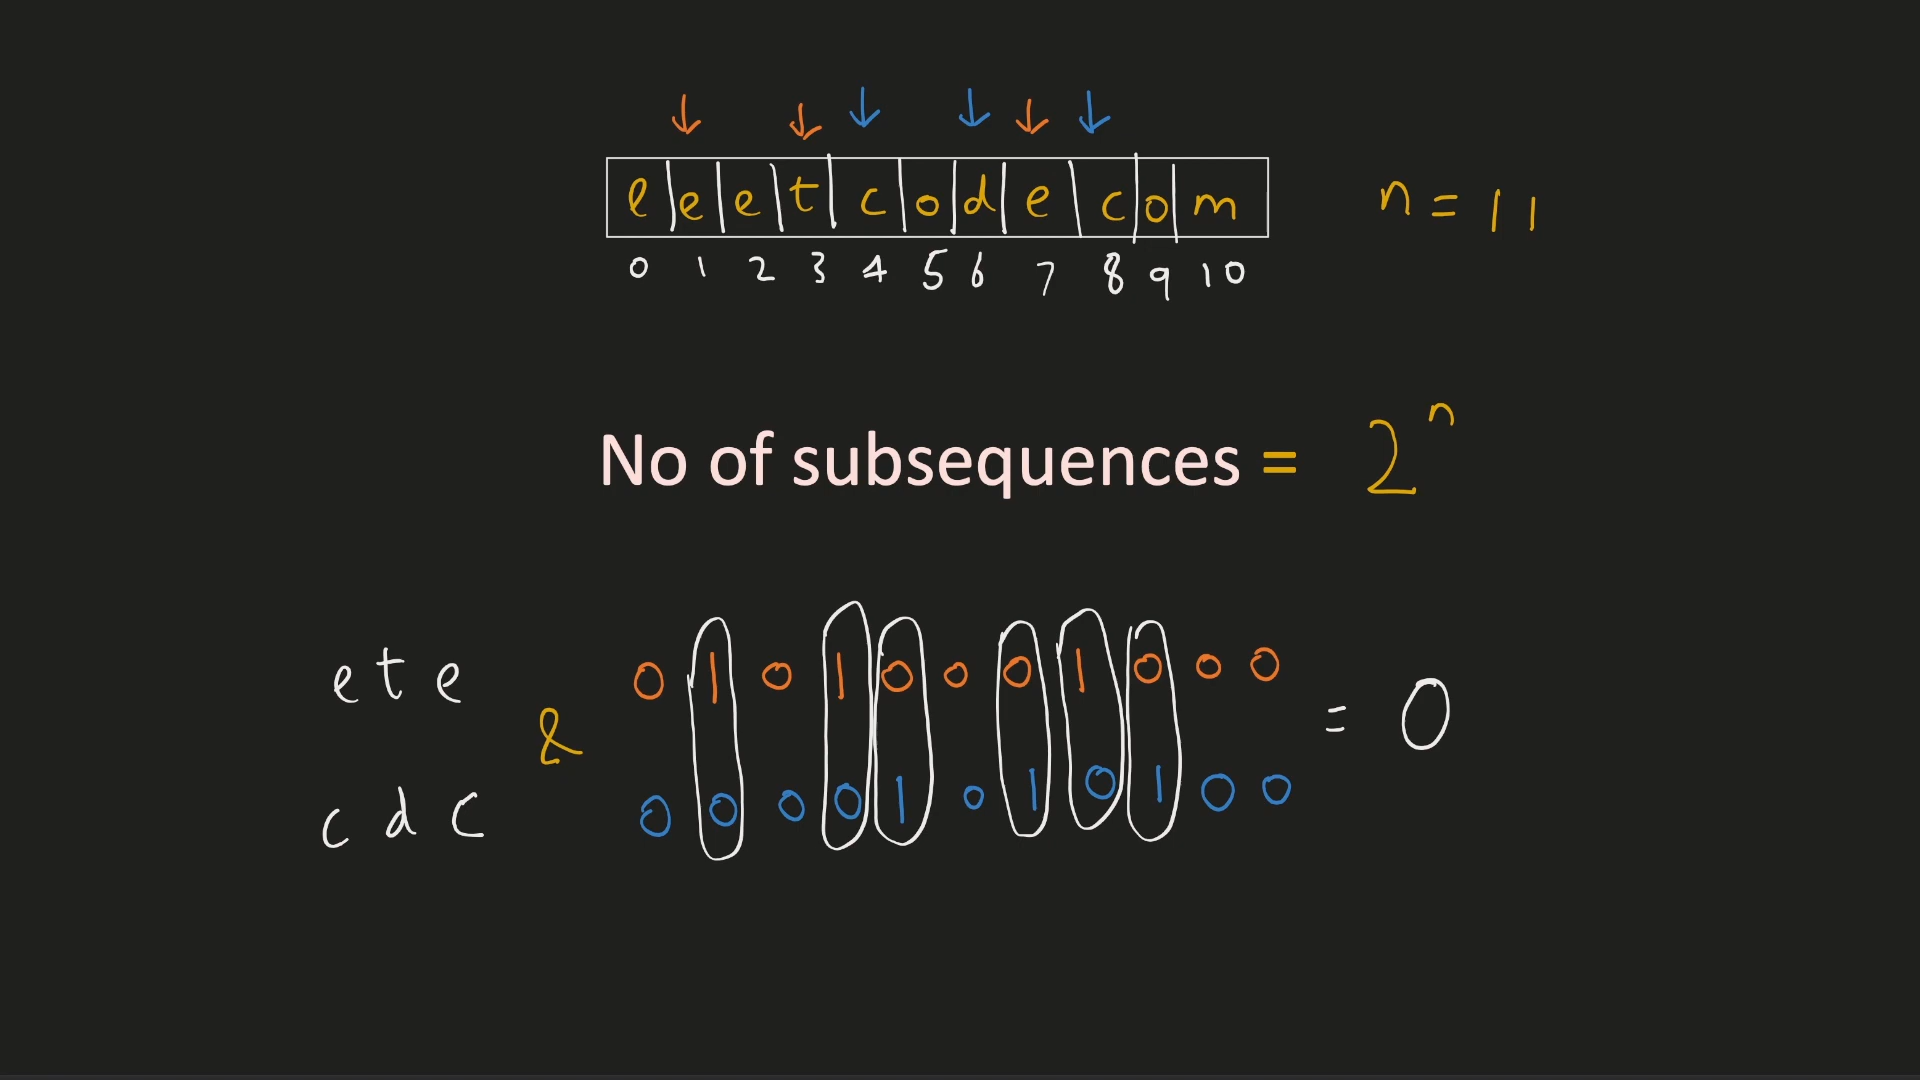 l e e t c o d e c o m n = 11
0 1 2 3 4 5 6 7 8 9 10
No of subsequences = 2^n
e t e 0 1 0 1 0 0 0 1 0 0 0
& = 0
c d c 0 0 0 0 1 0 1 0 1 0 0